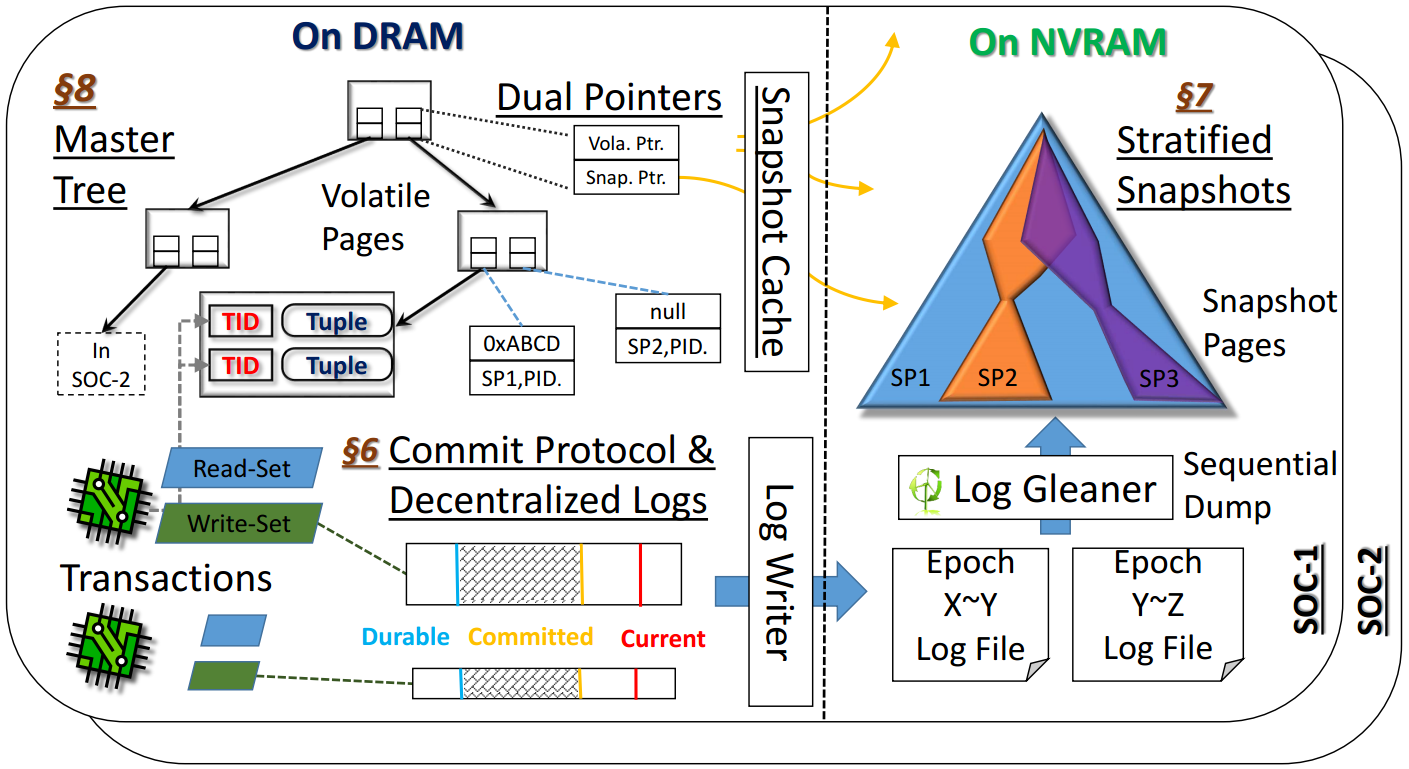 On DRAM
On NVRAM
§8
Master
Tree
Dual Pointers
Vola. Ptr.
Snap. Ptr.
Volatile
Pages
Snapshot Cache
§7
Stratified
Snapshots
TID
Tuple
TID
Tuple
In
SOC-2
0xABCD
SP1,PID.
null
SP2,PID.
Snapshot
Pages
SP1
SP2
SP3
§6 Commit Protocol &
Decentralized Logs
Read-Set
Write-Set
Transactions
Durable
Committed
Current
Log Writer
Log Gleaner
Sequential
Dump
Epoch
X~Y
Log File
Epoch
Y~Z
Log File
SOC-1
SOC-2